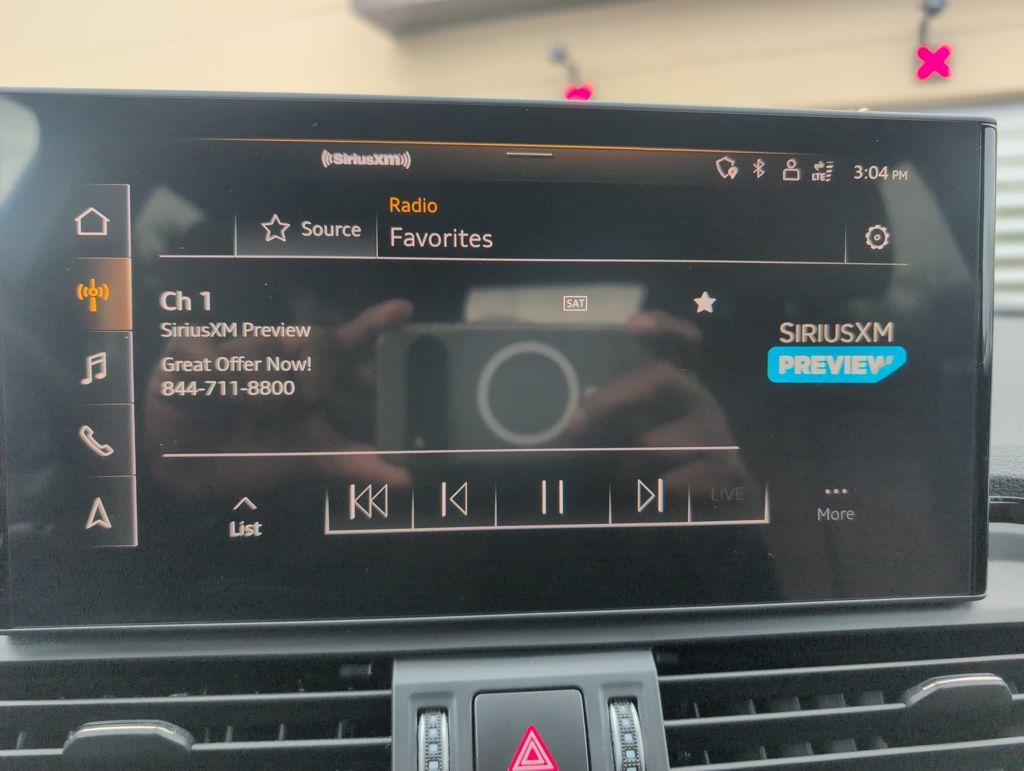 SiriusXM
LTE
3:04 PM
Source
Radio
Favorites
Ch 1
SAT
SiriusXM Preview
Great Offer Now!
844-711-8800
SIRIUSXM
PREVIEW
List
LIVE
More